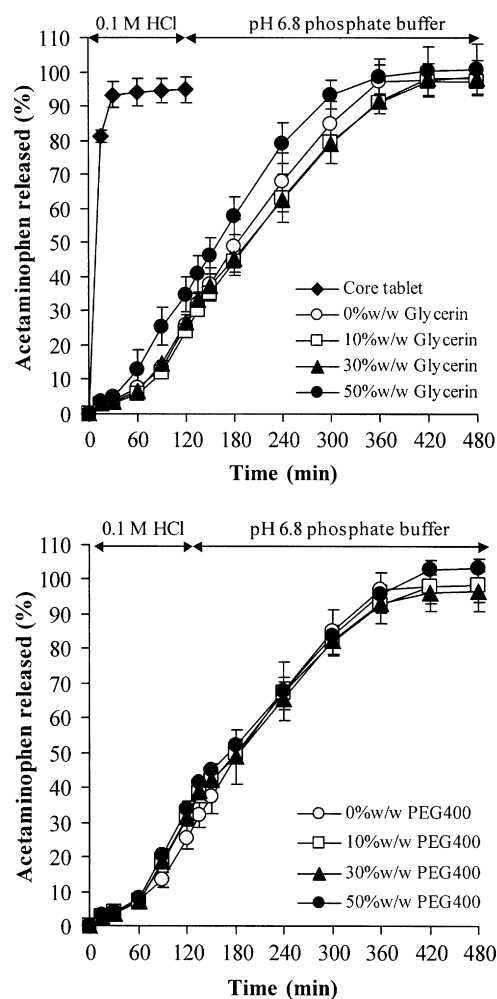 0.1 M HCl pH 6.8 phosphate buffer
110
100
90
80
70
60
50
40
30
20
10
0
Acetaminophen released (%)
Core tablet
0%w/w Glycerin
10%w/w Glycerin
30%w/w Glycerin
50%w/w Glycerin
0 60 120 180 240 300 360 420 480
Time (min)
0.1 M HCl pH 6.8 phosphate buffer
110
100
90
80
70
60
50
40
30
20
10
0
Acetaminophen released (%)
0%w/w PEG400
10%w/w PEG400
30%w/w PEG400
50%w/w PEG400
0 60 120 180 240 300 360 420 480
Time (min)